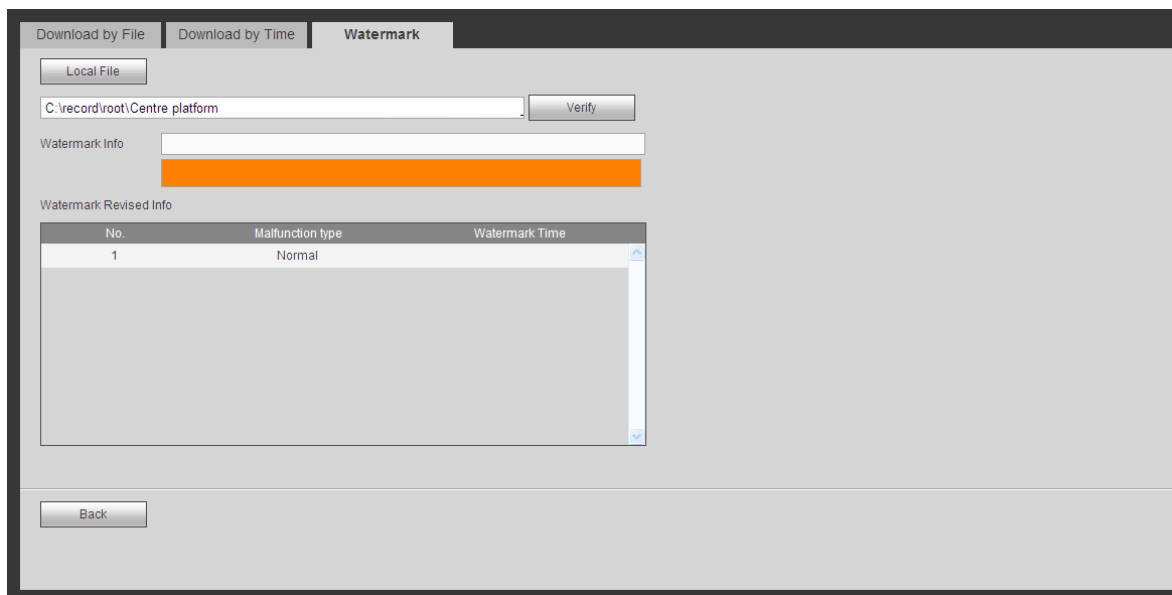 Download by File Download by Time Watermark
Local File
C:\record\root\Centre platform Verify
Watermark Info
Watermark Revised Info
No. Malfunction type Watermark Time
1 Normal
Back